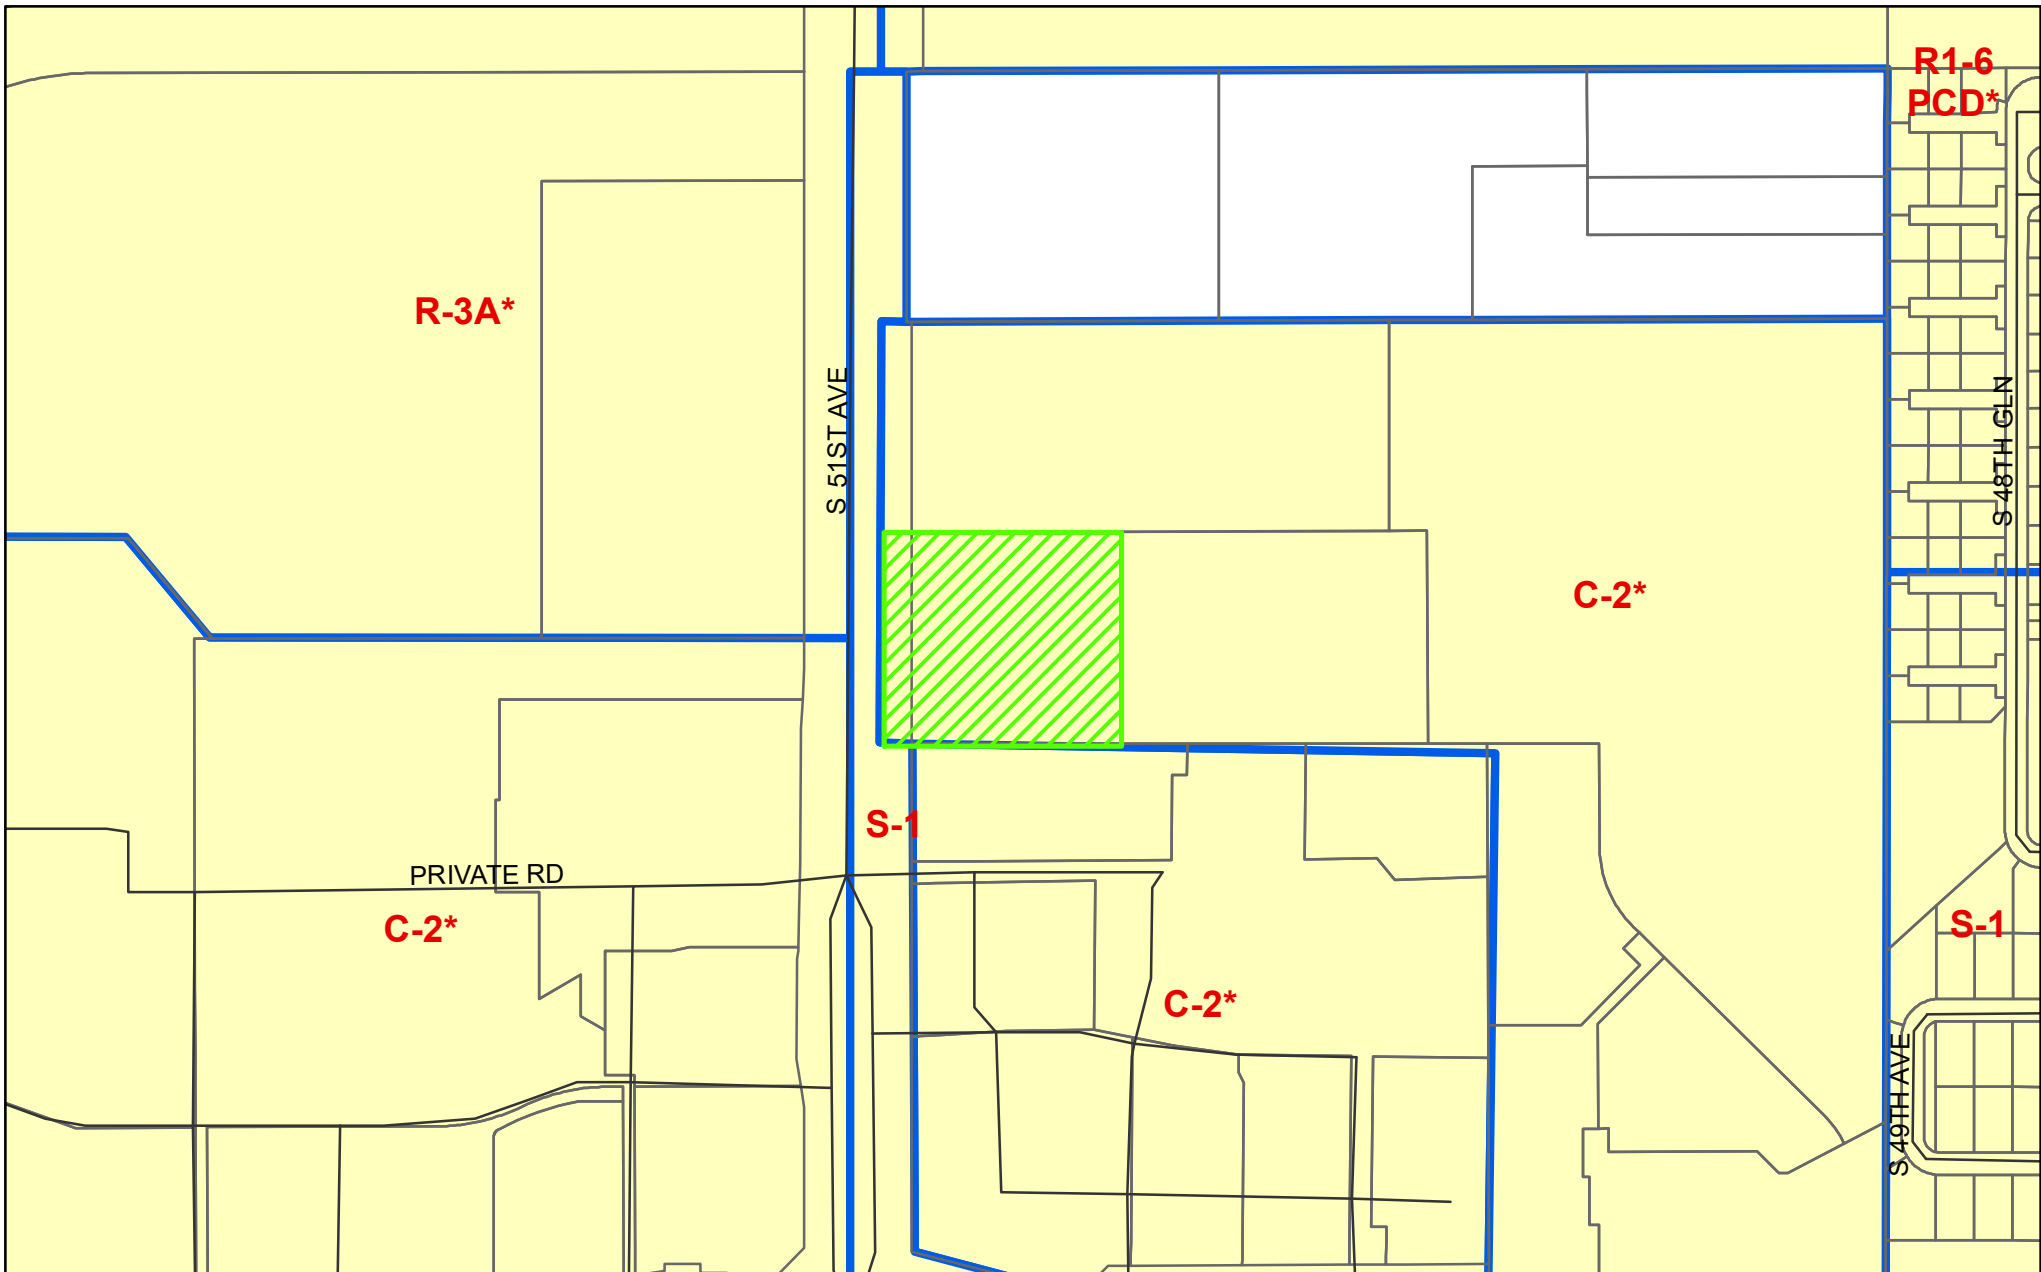 R1-6
PCD*
R-3A*
S 51ST AVE
S 48TH GLN
C-2*
S-1
PRIVATE RD
C-2*
S-1
C-2*
S 49TH AVE